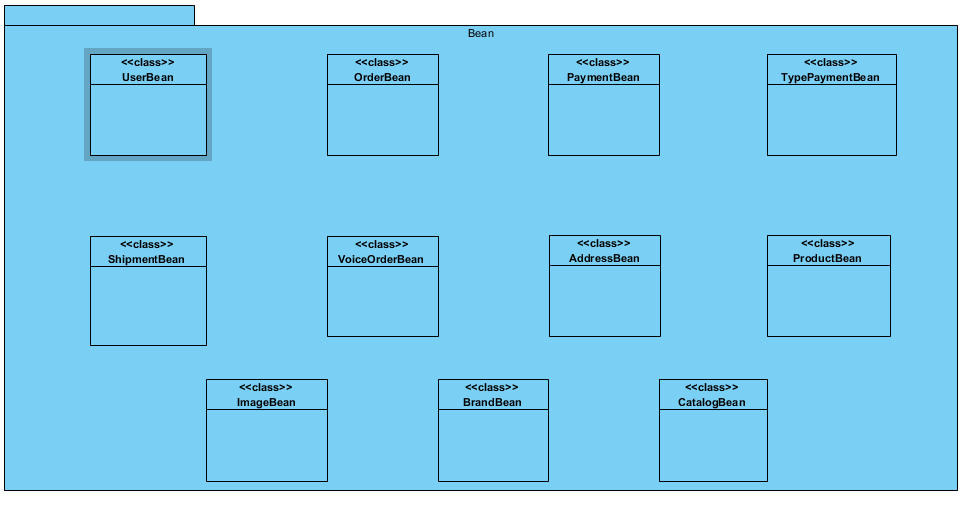 Bean
<<class>>
UserBean
<<class>>
OrderBean
<<class>>
PaymentBean
<<class>>
TypePaymentBean
<<class>>
ShipmentBean
<<class>>
VoiceOrderBean
<<class>>
AddressBean
<<class>>
ProductBean
<<class>>
ImageBean
<<class>>
BrandBean
<<class>>
CatalogBean